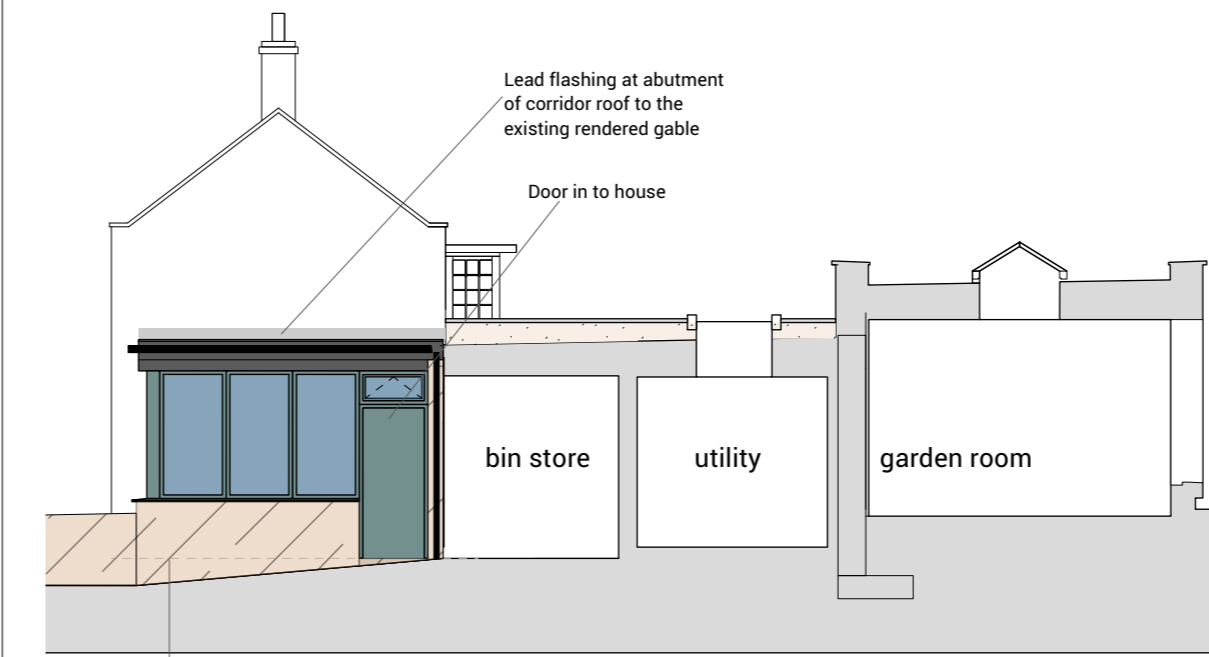 Lead flashing at abutment
of corridor roof to the
existing rendered gable
Door in to house
bin store
utility
garden room